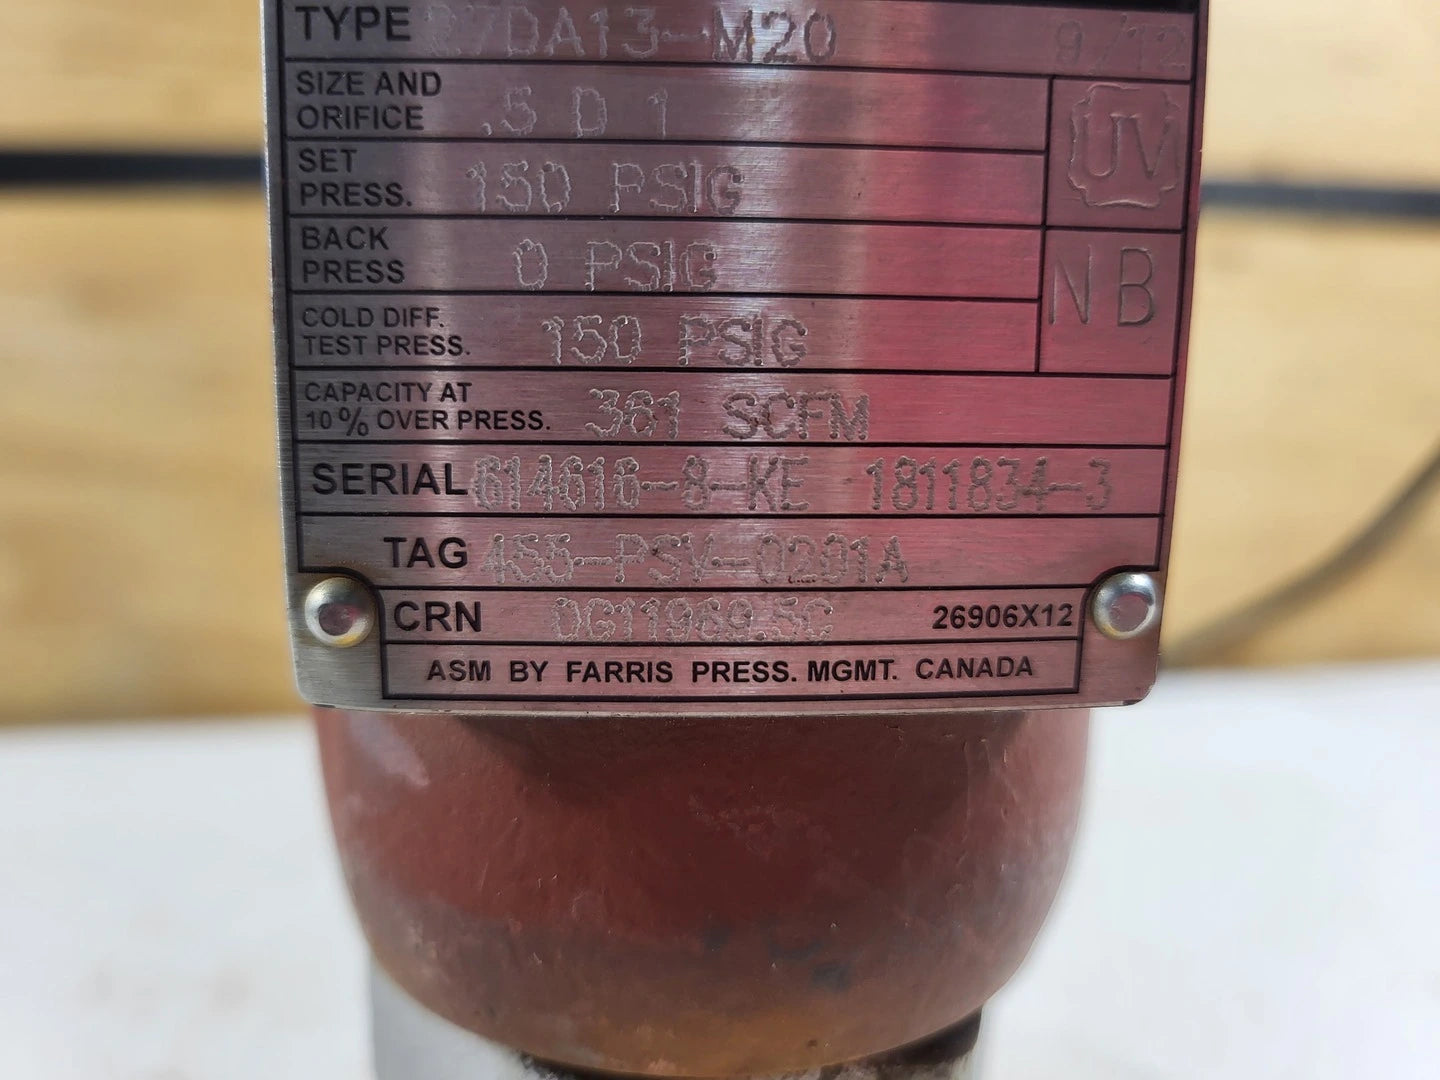 TYPE 27DA13-M20 9/12
SIZE AND
ORIFICE .5 D 1
UV
SET
PRESS. 150 PSIG
BACK
PRESS 0 PSIG
NB
COLD DIFF.
TEST PRESS. 150 PSIG
CAPACITY AT
10% OVER PRESS. 361 SCFM
SERIAL 614616-8-KE 1811834-3
TAG 455-PSV-0201A
CRN 0G11969.5C 26906X12
ASM BY FARRIS PRESS. MGMT. CANADA